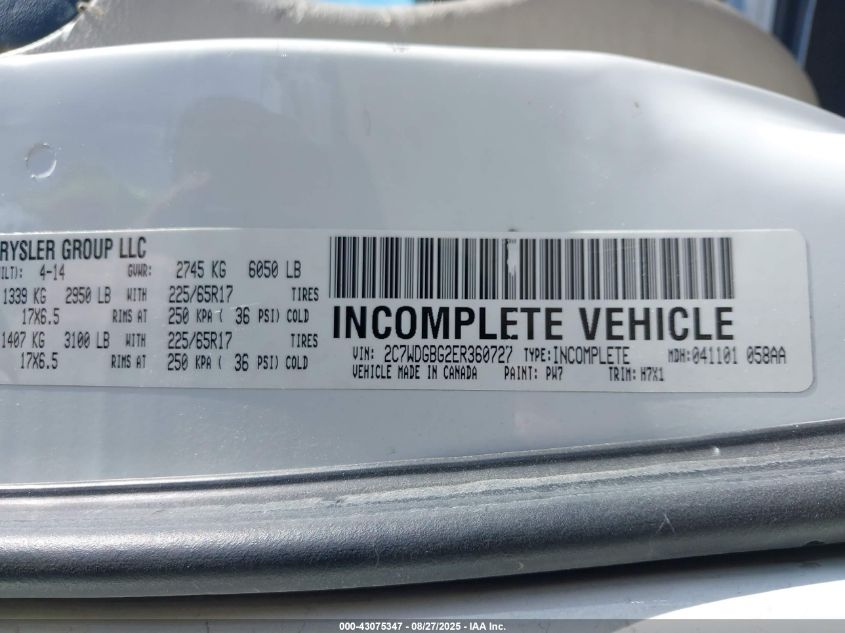 RYSLER GROUP LLC
ILT): 4-14 GVWR: 2745 KG 6050 LB
1339 KG 2950 LB WITH 225/65R17 TIRES
17X6.5 RIMS AT 250 KPA ( 36 PSI) COLD
1407 KG 3100 LB WITH 225/65R17 TIRES
17X6.5 RIMS AT 250 KPA ( 36 PSI) COLD
INCOMPLETE VEHICLE
VIN: 2C7WDGBG2ER360727 TYPE:INCOMPLETE MDH:041101 058AA
VEHICLE MADE IN CANADA PAINT: PW7 TRIM: H7X1
000-43075347 - 08/27/2025 - IAA Inc.